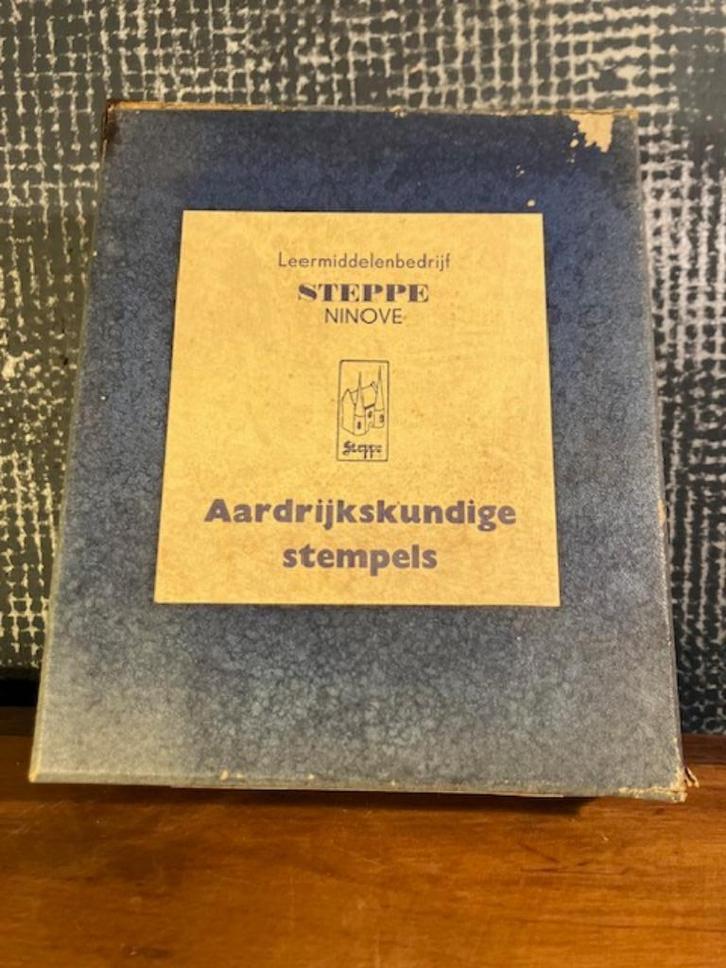 Leermiddelenbedrijf
STEPPE
NINOVE
Steppe
Aardrijkskundige
stempels